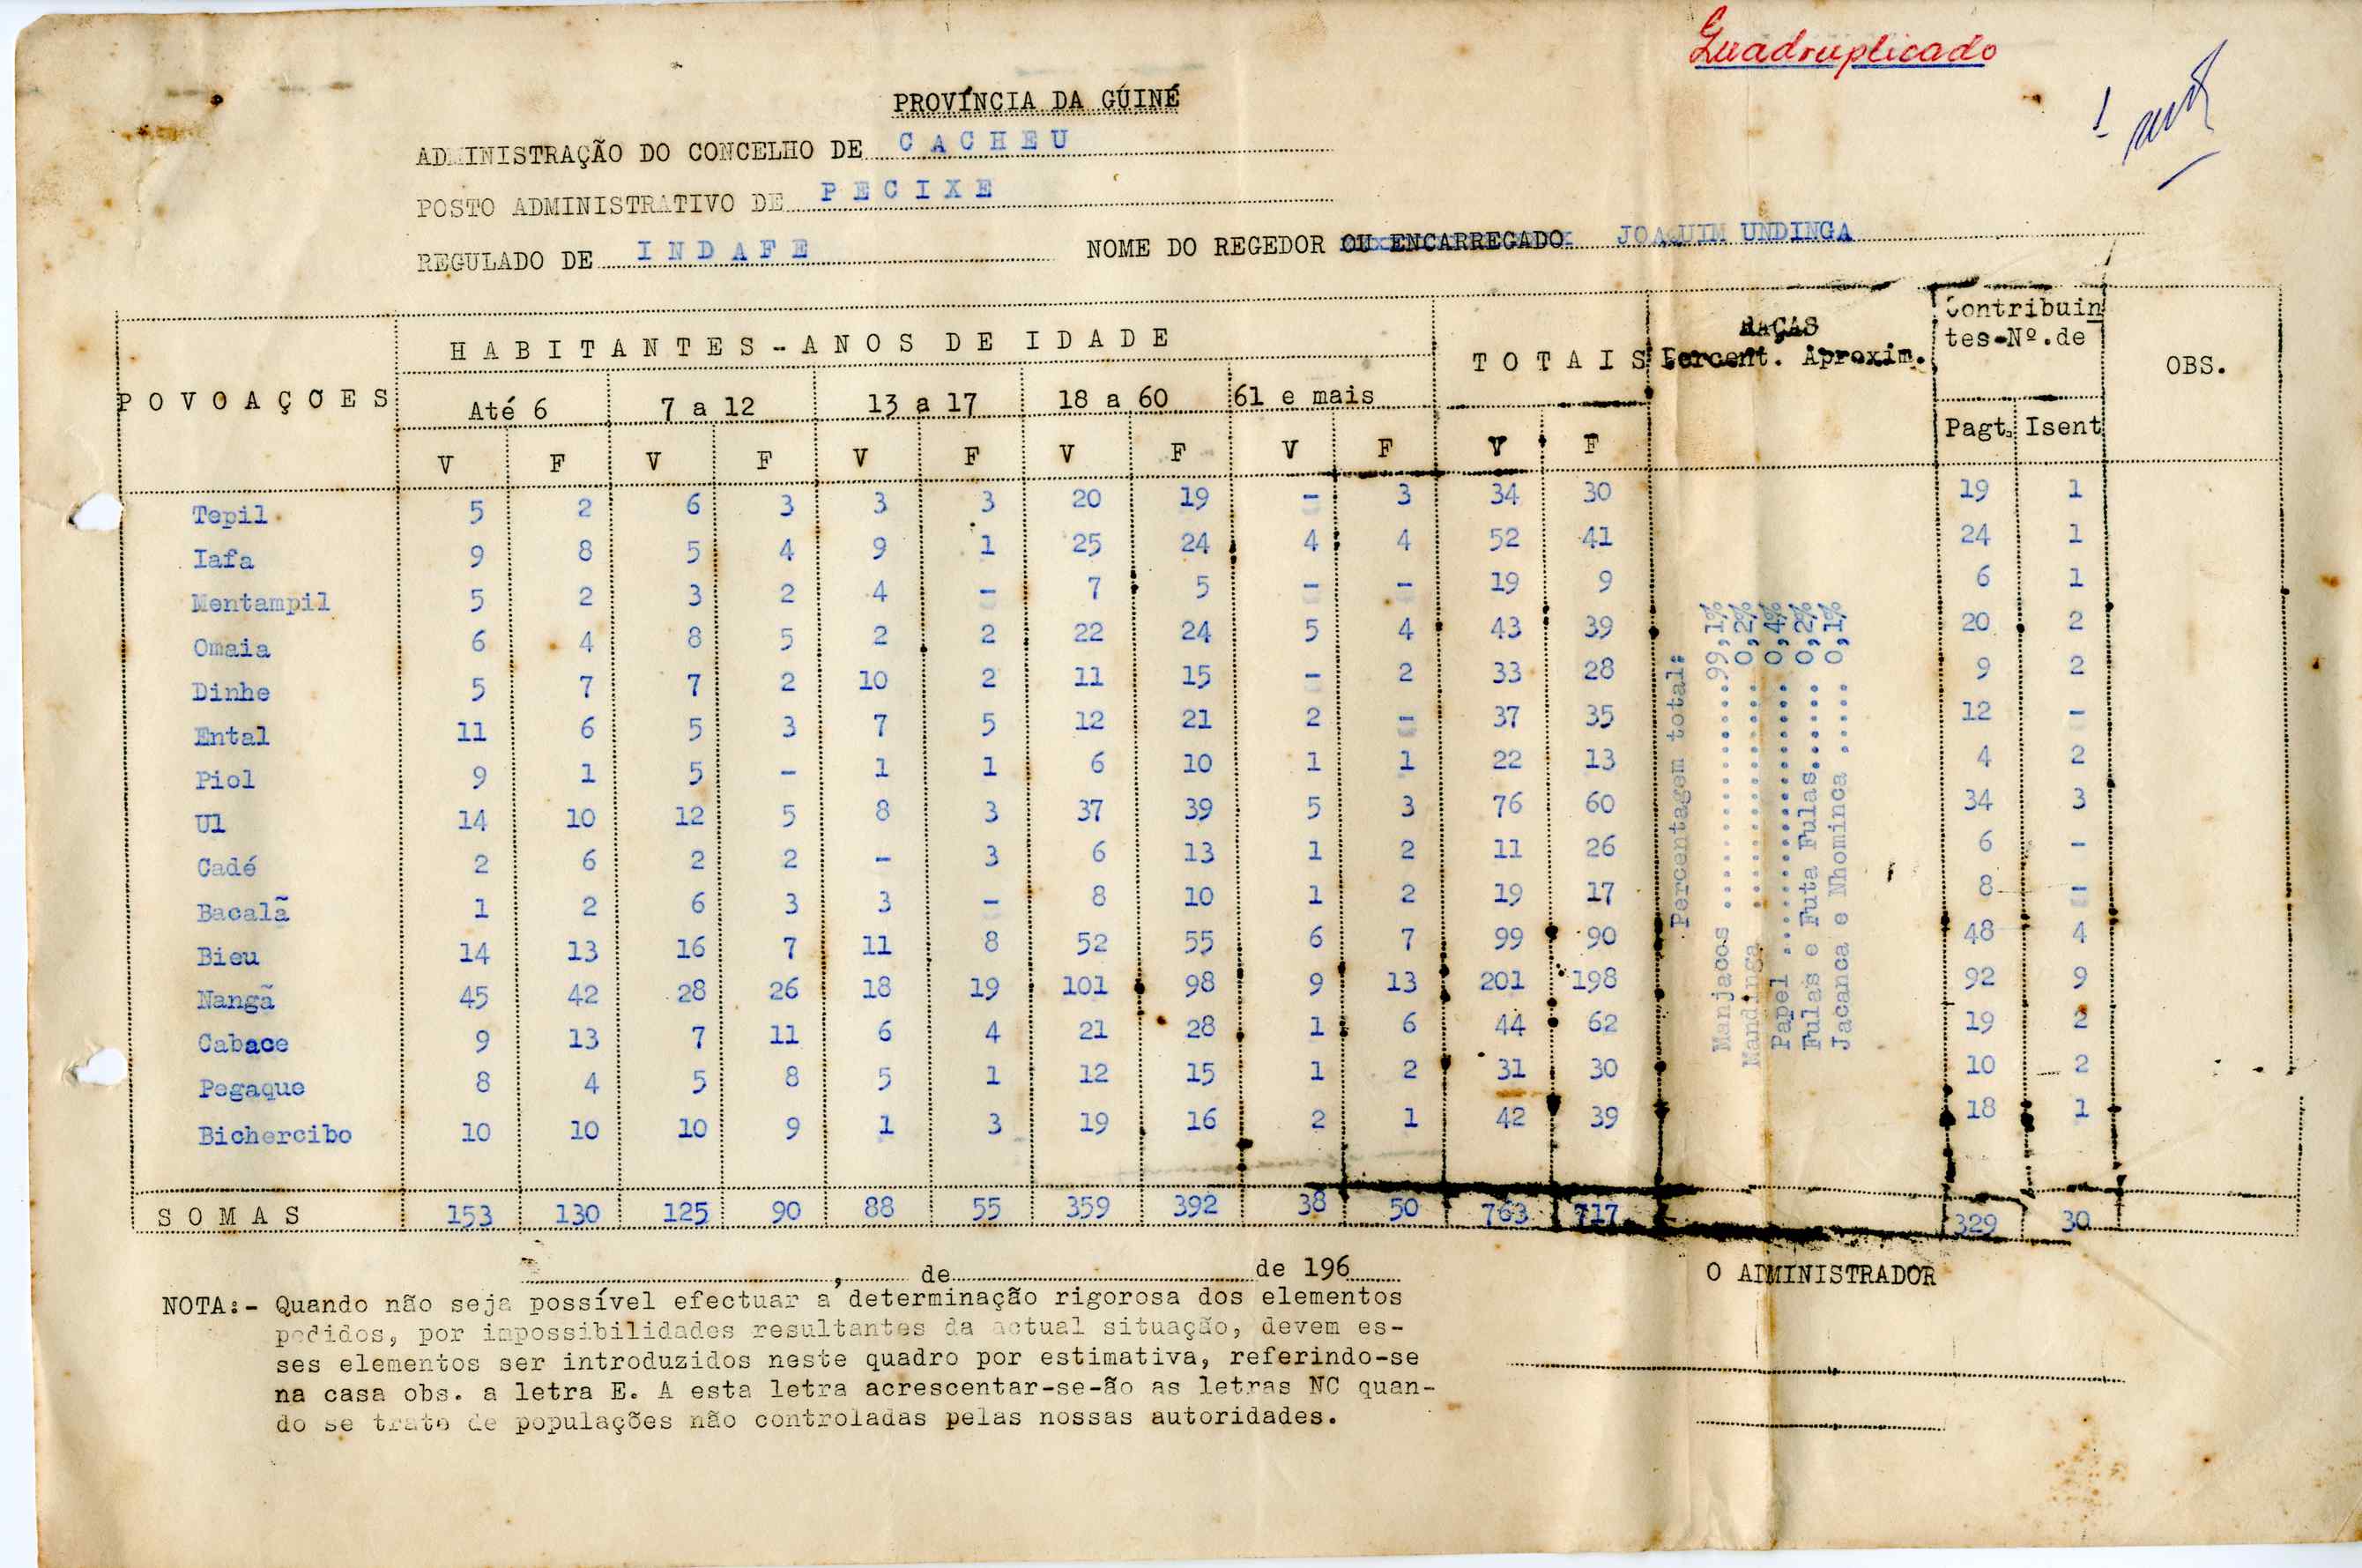 Quadruplicado
PROVÍNCIA DA GÚINÉ
ADMINISTRAÇÃO DO CONCELHO DE C A C H E U
POSTO ADMINISTRATIVO DE P E C I X E
REGULADO DE I N D A F E NOME DO REGEDOR OU ENCARREGADO JOAQUIM UNDINGA
POVOAÇÕES HABITANTES-ANOS DE IDADE TOTAIS RAÇAS Percent. Aproxim. Contribuin tes-Nº.de OBS.
Até 6 7 a 12 13 a 17 18 a 60 61 e mais Pagt. Isent
V F V F V F V F V F V F
Tepil 5 2 6 3 3 3 20 19 - 3 34 30 19 1
Iafa 9 8 5 4 9 1 25 24 4 4 52 41 24 1
Mentampil 5 2 3 2 4 - 7 5 - - 19 9 6 1
Omaia 6 4 8 5 2 2 22 24 5 4 43 39 20 2
Dinhe 5 7 7 2 10 2 11 15 - 2 33 28 9 2
Ental 11 6 5 3 7 5 12 21 2 - 37 35 12 -
Piol 9 1 5 - 1 1 6 10 1 1 22 13 4 2
Ul 14 10 12 5 8 3 37 39 5 3 76 60 34 3
Cadé 2 6 2 2 - 3 6 13 1 2 11 26 6 -
Bacalã 1 2 6 3 3 - 8 10 1 2 19 17 8 -
Bieu 14 13 16 7 11 8 52 55 6 7 99 90 48 4
Nangã 45 42 28 26 18 19 101 98 9 13 201 198 92 9
Cabace 9 13 7 11 6 4 21 28 1 6 44 62 19 2
Pegaque 8 4 5 8 5 1 12 15 1 2 31 30 10 2
Bichercibo 10 10 10 9 1 3 19 16 2 1 42 39 18 1
SOMAS 153 130 125 90 88 55 359 392 38 50 763 717 329 30
Percentagem total:
Manjacos ..................99,1%
Mandinga ................. 0,2%
Papel .................... 0,4%
Fulas e Futa Fulas....... 0,2%
Jacanca e Nhominca ..... 0,1%
, de de 196
O ADMINISTRADOR
NOTA:- Quando não seja possível efectuar a determinação rigorosa dos elementos
pedidos, por impossibilidades resultantes da actual situação, devem es-
ses elementos ser introduzidos neste quadro por estimativa, referindo-se
na casa obs. a letra E. A esta letra acrescentar-se-ão as letras NC quan-
do se trate de populações não controladas pelas nossas autoridades.